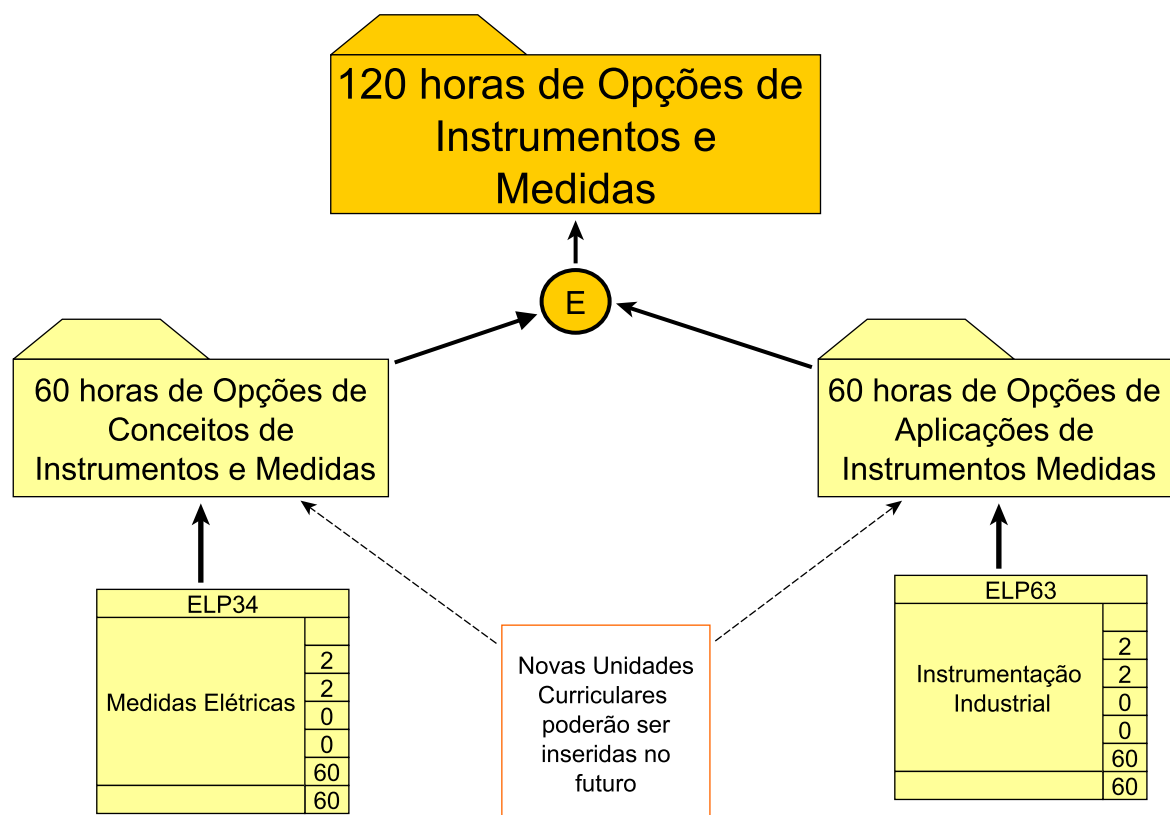 120 horas de Opções de
Instrumentos e
Medidas
E
60 horas de Opções de
Conceitos de
Instrumentos e Medidas
60 horas de Opções de
Aplicações de
Instrumentos Medidas
ELP34
Medidas Elétricas
2
2
0
0
60
60
Novas Unidades
Curriculares
poderão ser
inseridas no
futuro
ELP63
Instrumentação
Industrial
2
2
0
0
60
60